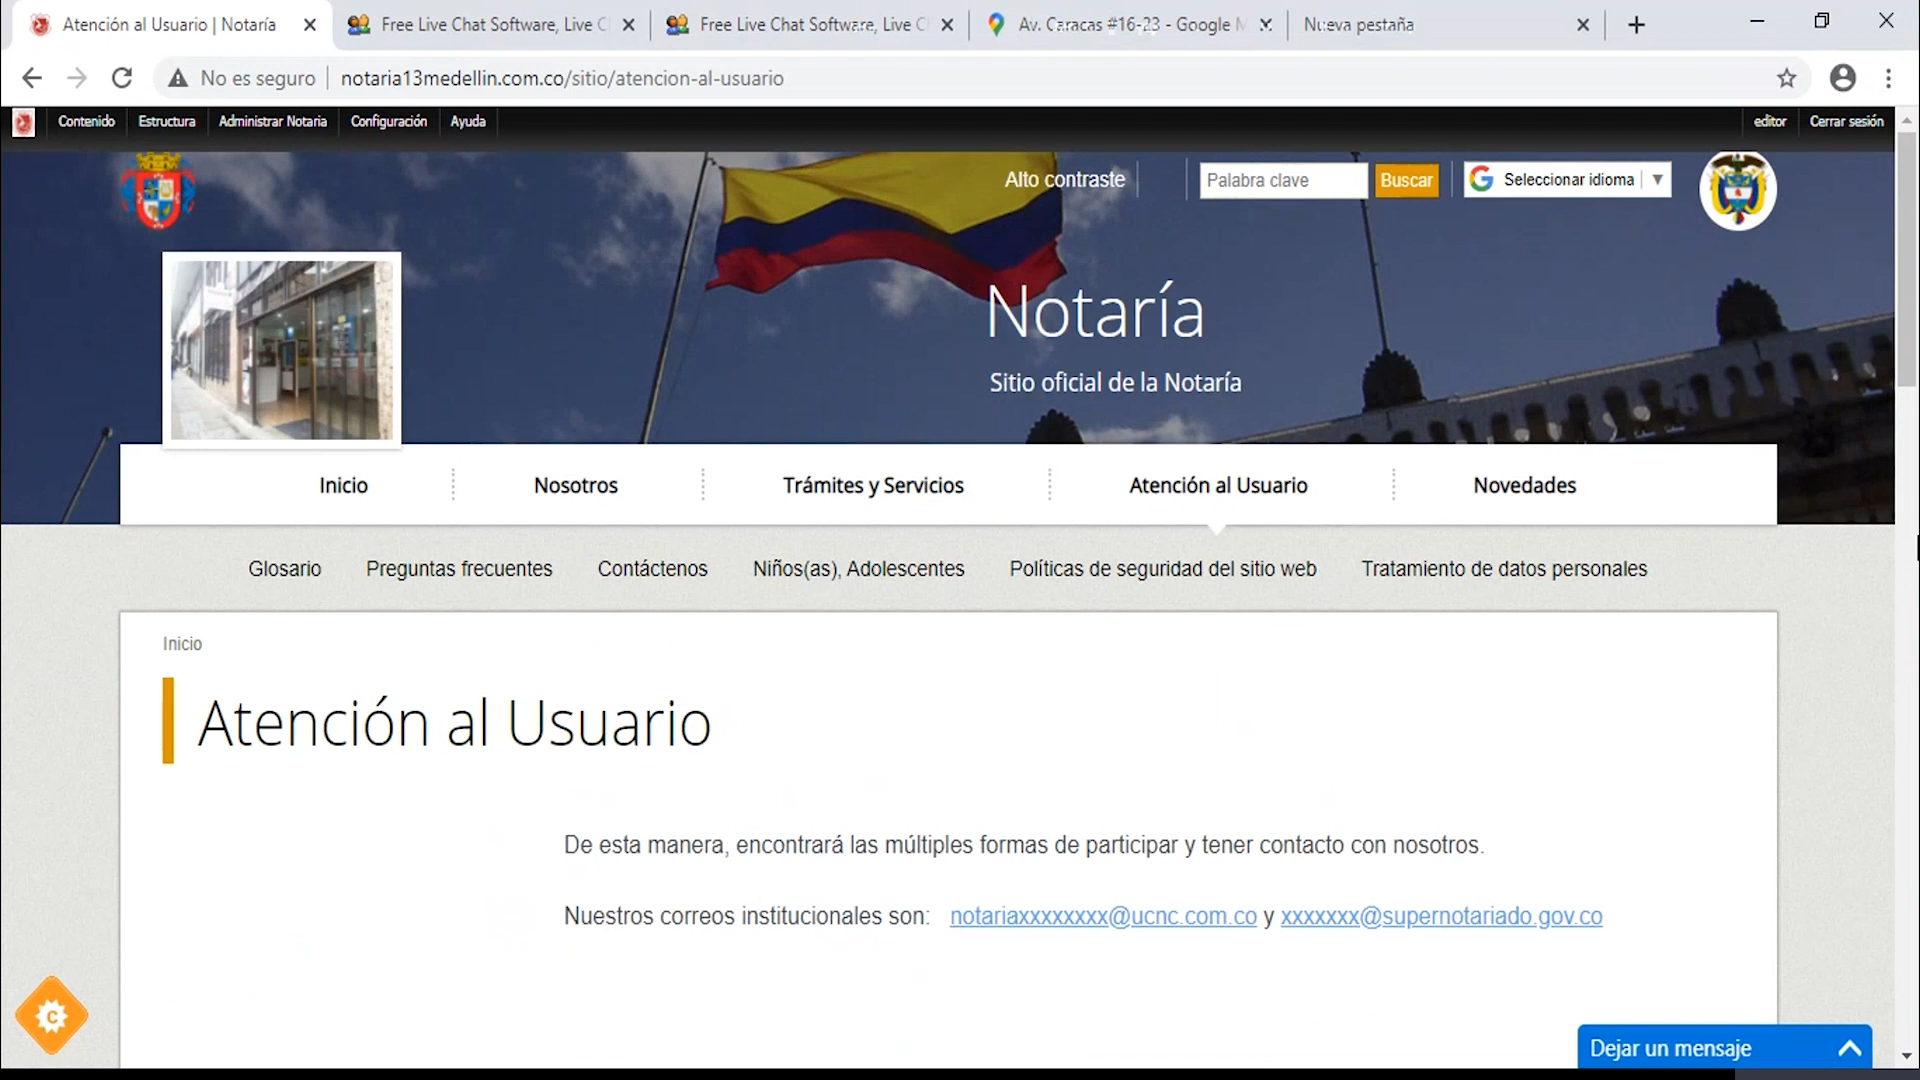 Atención al Usuario | Notaría
Free Live Chat Software, Live C
Free Live Chat Software, Live C
Av. Caracas #16-23 - Google M
Nueva pestaña
No es seguro
notaria13medellin.com.co/sitio/atencion-al-usuario
Contenido
Estructura
Administrar Notaria
Configuración
Ayuda
editor
Cerrar sesión
Alto contraste
Palabra clave
Buscar
Seleccionar idioma
Notaría
Sitio oficial de la Notaría
Inicio
Nosotros
Trámites y Servicios
Atención al Usuario
Novedades
Glosario
Preguntas frecuentes
Contáctenos
Niños(as), Adolescentes
Políticas de seguridad del sitio web
Tratamiento de datos personales
Inicio
Atención al Usuario
De esta manera, encontrará las múltiples formas de participar y tener contacto con nosotros.
Nuestros correos institucionales son: notariaxxxxxxxx@ucnc.com.co y xxxxxxx@supernotariado.gov.co
C
Dejar un mensaje